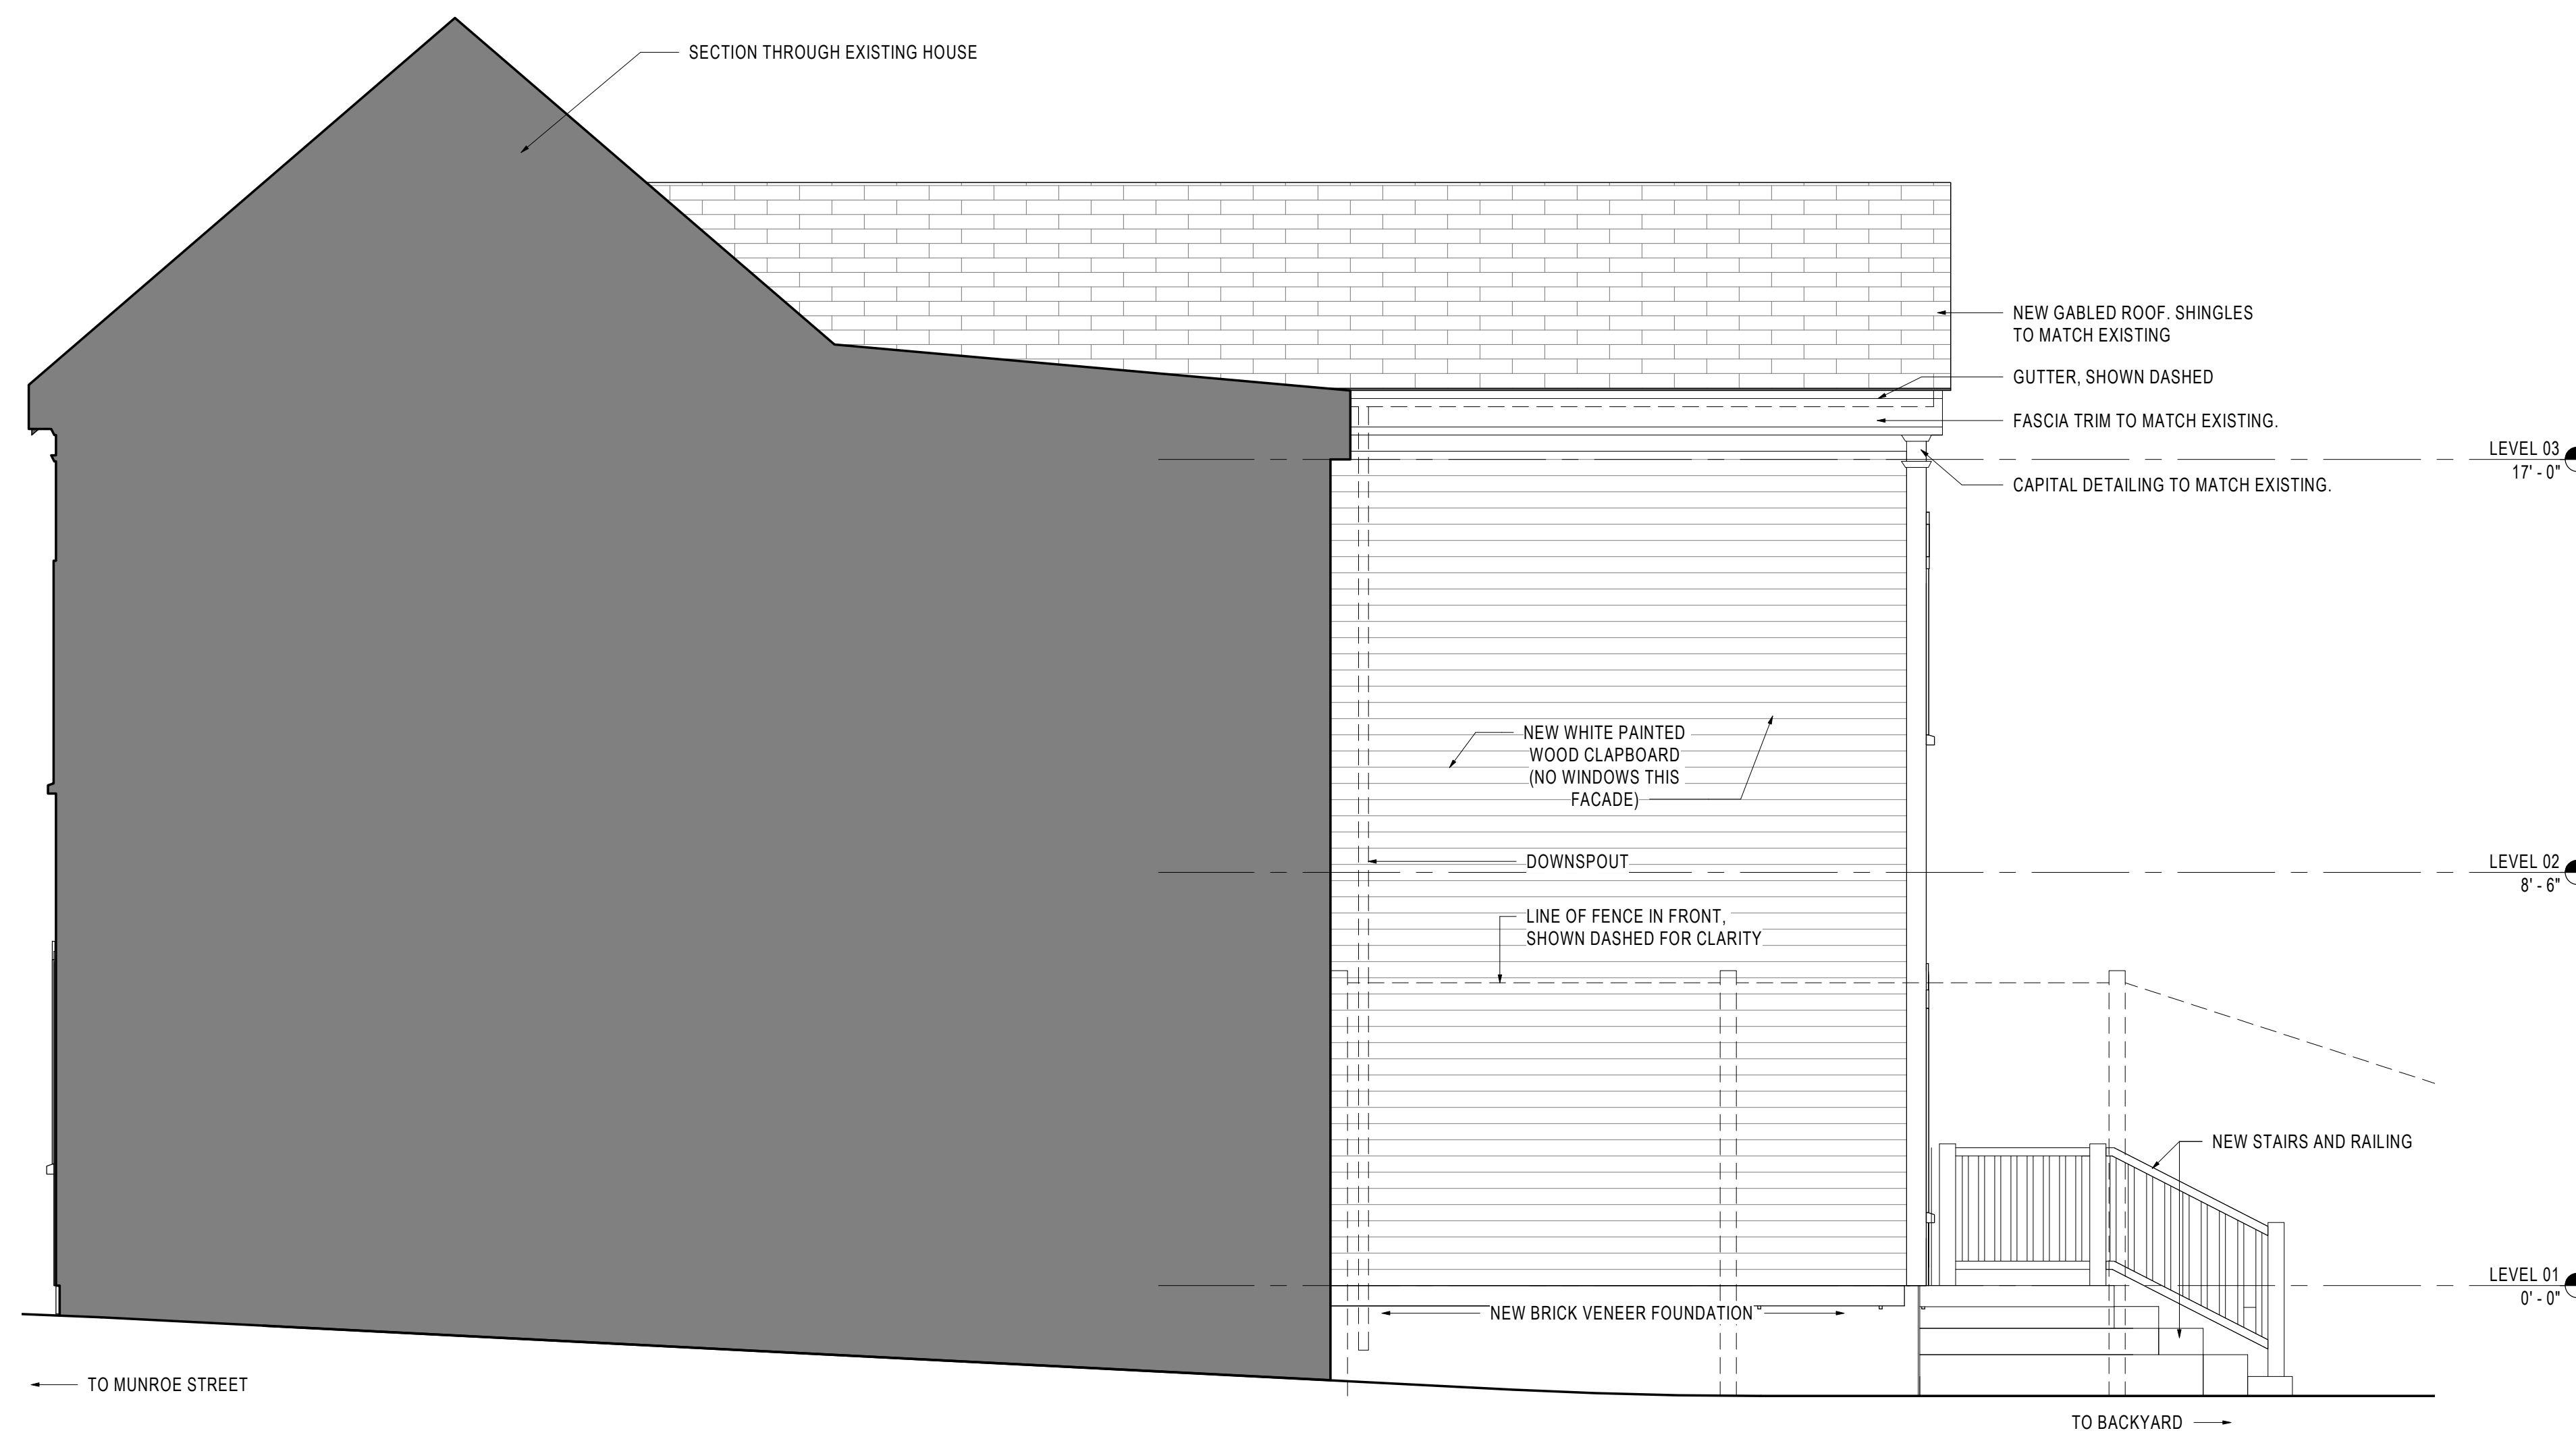 SECTION THROUGH EXISTING HOUSE
NEW GABLED ROOF. SHINGLES
TO MATCH EXISTING
GUTTER, SHOWN DASHED
FASCIA TRIM TO MATCH EXISTING.
LEVEL 03
17' - 0"
CAPITAL DETAILING TO MATCH EXISTING.
NEW WHITE PAINTED
WOOD CLAPBOARD
(NO WINDOWS THIS
FACADE)
DOWNSPOUT
LEVEL 02
8' - 6"
LINE OF FENCE IN FRONT,
SHOWN DASHED FOR CLARITY
NEW STAIRS AND RAILING
LEVEL 01
0' - 0"
NEW BRICK VENEER FOUNDATION
TO MUNROE STREET
TO BACKYARD